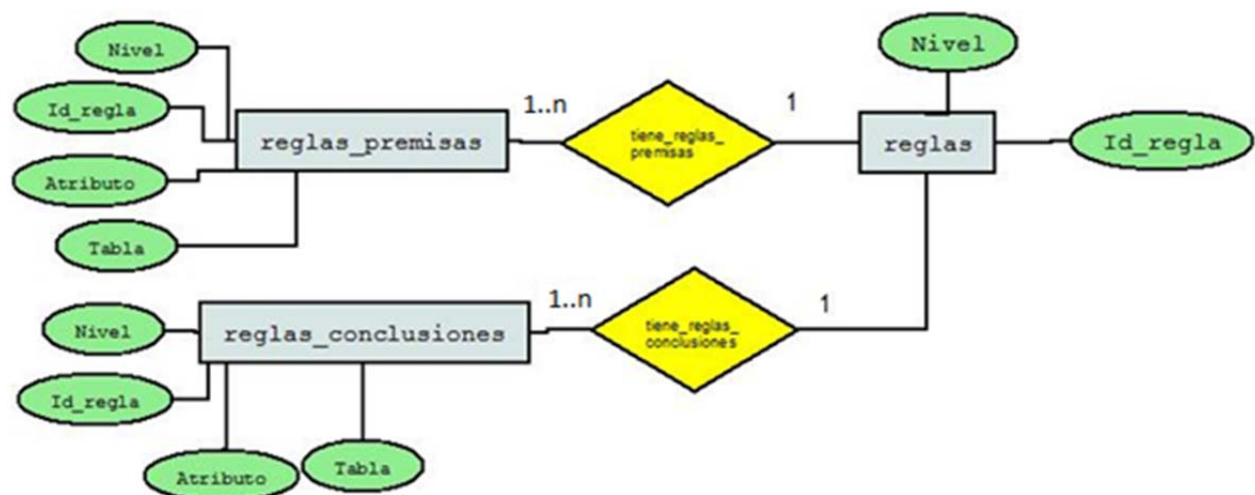 Nivel
Id_regla
Atributo
Tabla
reglas_premisas
1..n
tiene_reglas_
premisas
1
Nivel
reglas
Id_regla
Nivel
Id_regla
Atributo
Tabla
reglas_conclusiones
1..n
tiene_reglas_
conclusiones
1